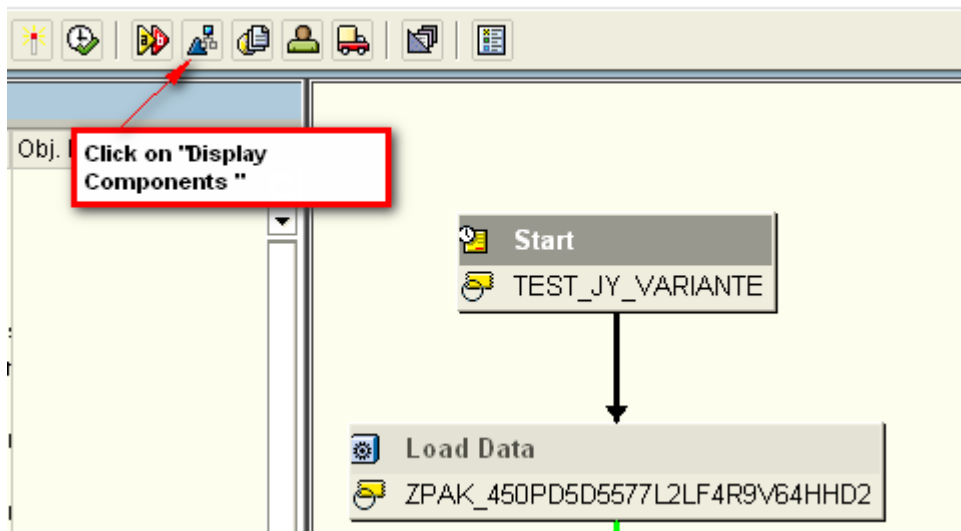 Obj.
Click on "Display
Components "
Start
TEST_JY_VARIANTE
Load Data
ZPAK_450PD5D5577L2LF4R9V64HHD2